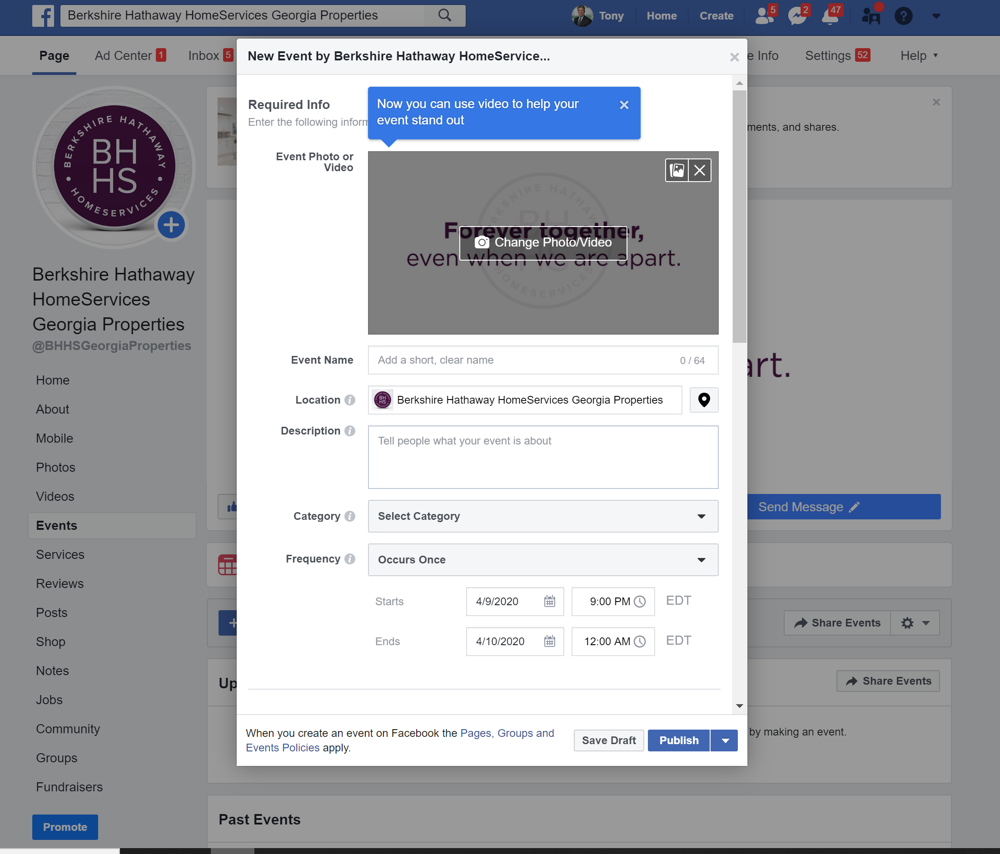 Berkshire Hathaway HomeServices Georgia Properties
Tony
Home
Create
5
2
47
Page
Ad Center 1
Inbox 5
e Info
Settings 52
Help
New Event by Berkshire Hathaway HomeService...
Required Info
Enter the following inform
Now you can use video to help your
event stand out
ments, and shares.
BERKSHIRE HATHAWAY
BH
HS
HOMESERVICES
Event Photo or
Video
BERKSHIRE HATHAWAY
BH
HS
HOMESERVICES
Forever together,
Change Photo/Video
even when we are apart.
Berkshire Hathaway
HomeServices
Georgia Properties
@BHHSGeorgiaProperties
Home
About
Mobile
Photos
Videos
Events
Services
Reviews
Posts
Shop
Notes
Jobs
Community
Groups
Fundraisers
Promote
Event Name
Add a short, clear name
0 / 64
art.
Location
BH
HS
Berkshire Hathaway HomeServices Georgia Properties
Description
Tell people what your event is about
Category
Select Category
Send Message
Frequency
Occurs Once
Starts
4/9/2020
9:00 PM
EDT
Ends
4/10/2020
12:00 AM
EDT
Share Events
Up
Share Events
When you create an event on Facebook the Pages, Groups and
Events Policies apply.
Save Draft
Publish
by making an event.
Past Events